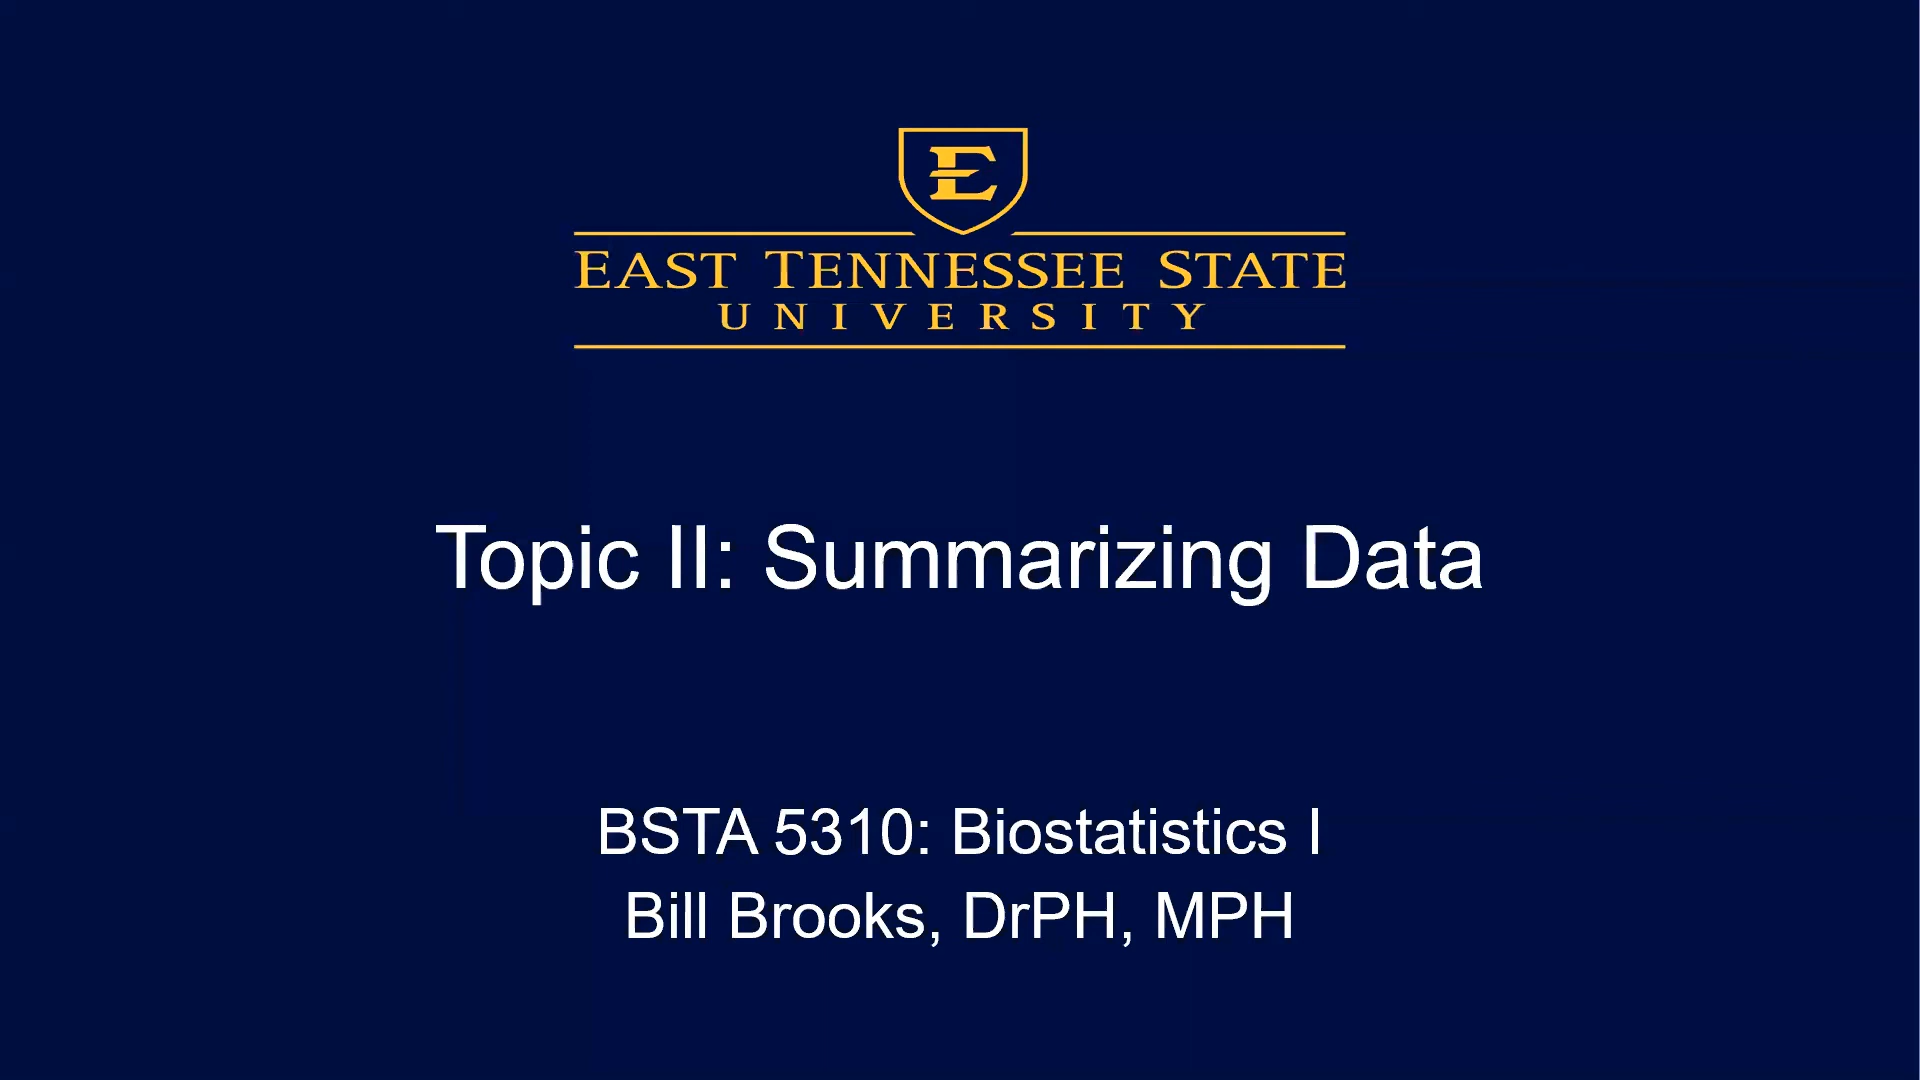 E
EAST TENNESSEE STATE
UNIVERSITY
Topic II: Summarizing Data
BSTA 5310: Biostatistics I
Bill Brooks, DrPH, MPH